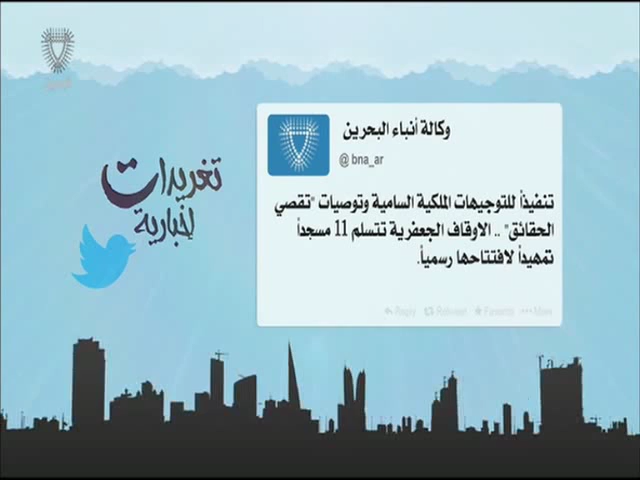 تغريدات
إخبارية
وكالة أنباء البحرين
@bna_ar
تنفيذاً للتوجيهات الملكية السامية وتوصيات "تقصي
الحقائق" .. الاوقاف الجعفرية تتسلم 11 مسجداً
تمهيداً لافتتاحها رسمياً.
Reply Retweet Favorite More